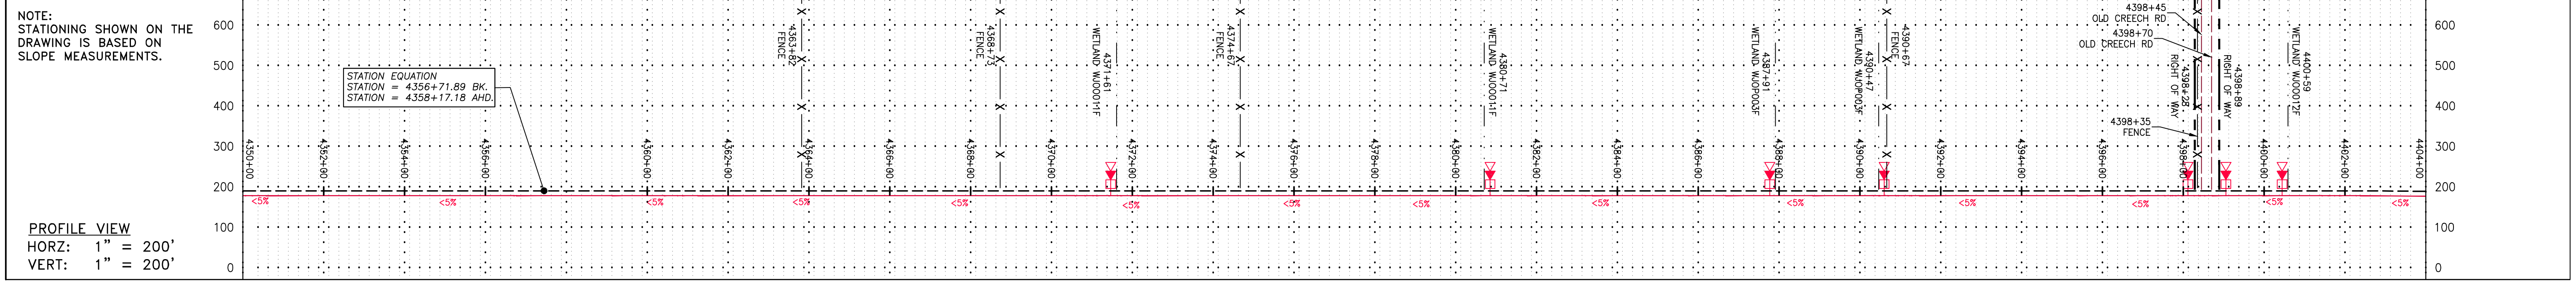 NOTE:
STATIONING SHOWN ON THE
DRAWING IS BASED ON
SLOPE MEASUREMENTS.
PROFILE VIEW
HORZ: 1" = 200'
VERT: 1" = 200'
600
500
400
300
200
100
0
STATION EQUATION
STATION = 4356+71.89 BK.
STATION = 4358+17.18 AHD.
4363+82
FENCE
4368+73
FENCE
4371+61
WETLAND WJO0011F
4374+67
FENCE
4380+71
WETLAND WJO0011F
4387+91
WETLAND WJOP003F
4390+47
WETLAND WJOP003F
4390+67
FENCE
4398+45
OLD CREECH RD
4398+70
OLD CREECH RD
4398+28
RIGHT OF WAY
4398+35
FENCE
4398+89
RIGHT OF WAY
4400+59
WETLAND WJO0012F
4350+00
4352+00
4354+00
4356+00
4360+00
4362+00
4364+00
4366+00
4368+00
4370+00
4372+00
4374+00
4376+00
4378+00
4380+00
4382+00
4384+00
4386+00
4388+00
4390+00
4392+00
4394+00
4396+00
4398+00
4400+00
4402+00
4404+00
<5%
<5%
<5%
<5%
<5%
<5%
<5%
<5%
<5%
<5%
<5%
<5%
<5%
<5%
600
500
400
300
200
100
0